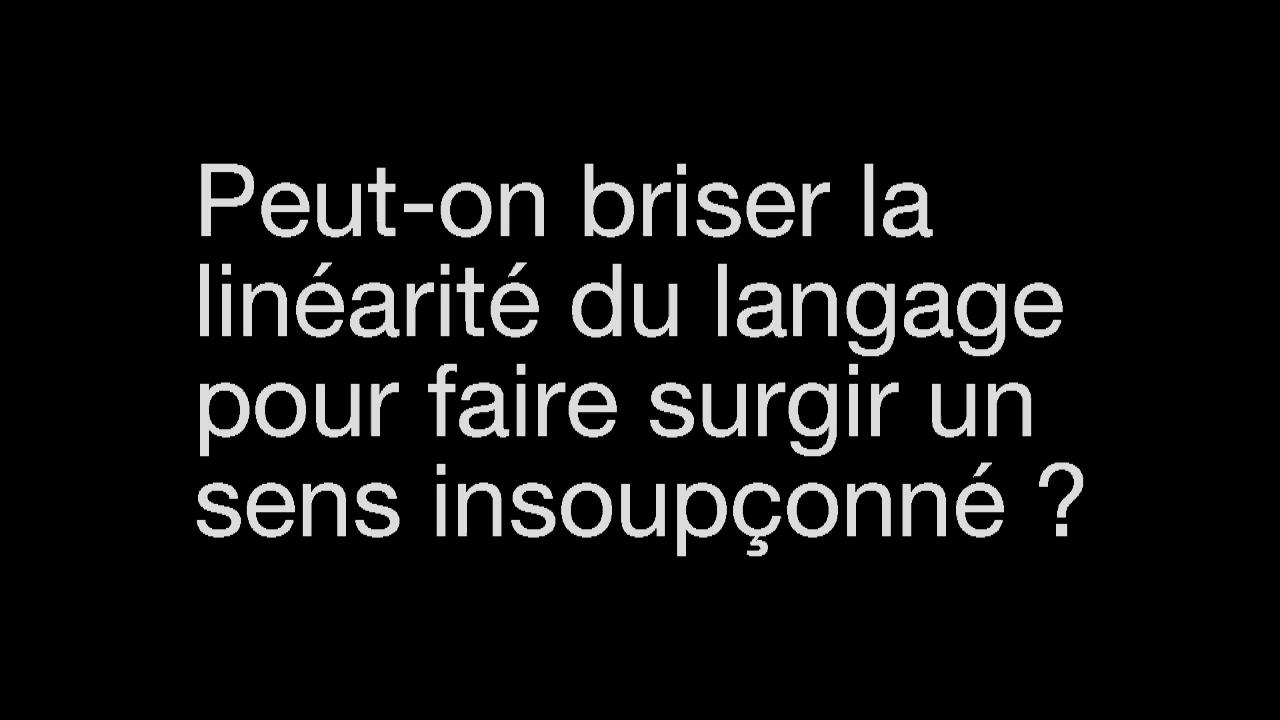 Peut-on briser la
linéarité du langage
pour faire surgir un
sens insoupçonné ?